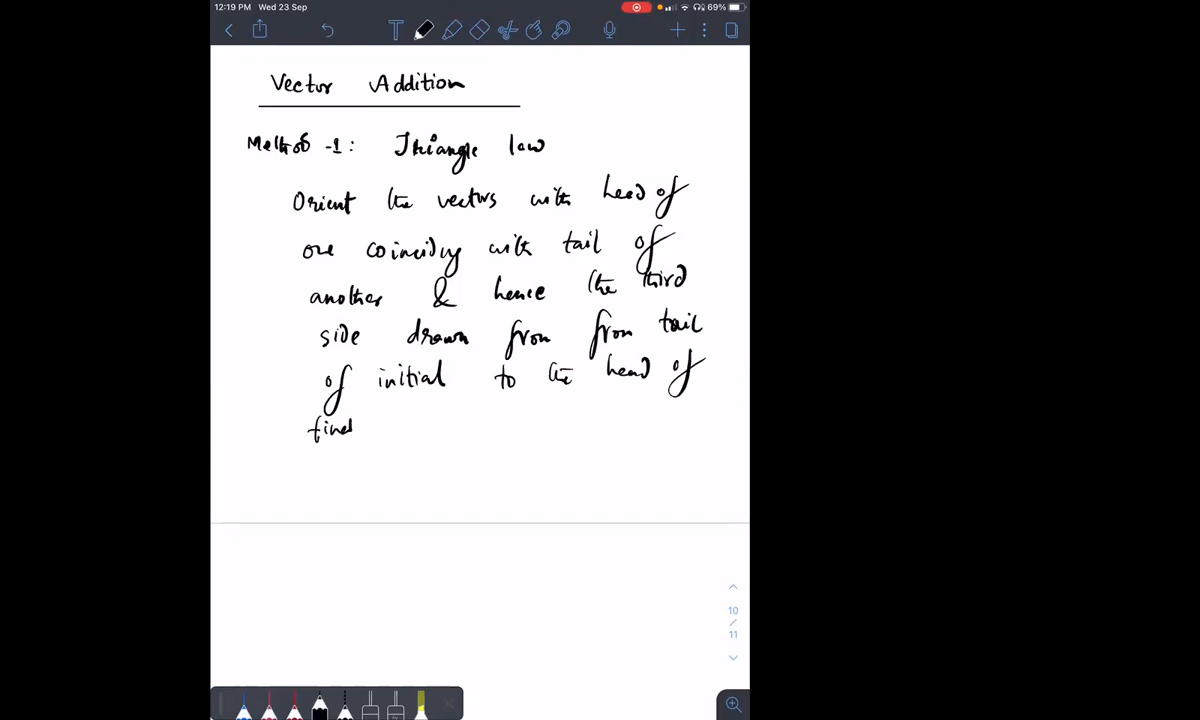 12:19 PM Wed 23 Sep
69%
Vector Addition
Method -1: Triangle law
Orient the vectors with head of
one coinciding with tail of
another & hence the third
side drawn from from tail
of initial to the head of
final
10
/
11